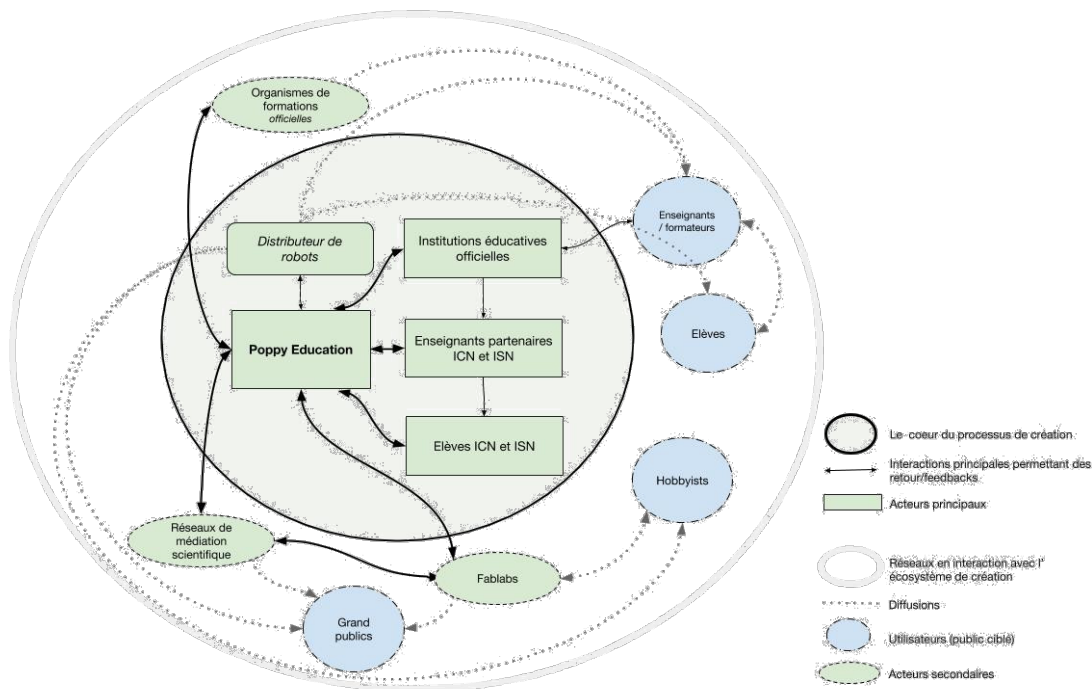 Organismes de
formations
officielles
Enseignants
/ formateurs
Distributeur de
robots
Institutions éducatives
officielles
Elèves
Poppy Education
Enseignants partenaires
ICN et ISN
Elèves ICN et ISN
Hobbyists
Réseaux de
médiation
scientifique
Fablabs
Grand
publics
Le coeur du processus de création
Interactions principales permettant des
retour/feedbacks
Acteurs principaux
Réseaux en interaction avec l'
écosystème de création
Diffusions
Utilisateurs (public ciblé)
Acteurs secondaires